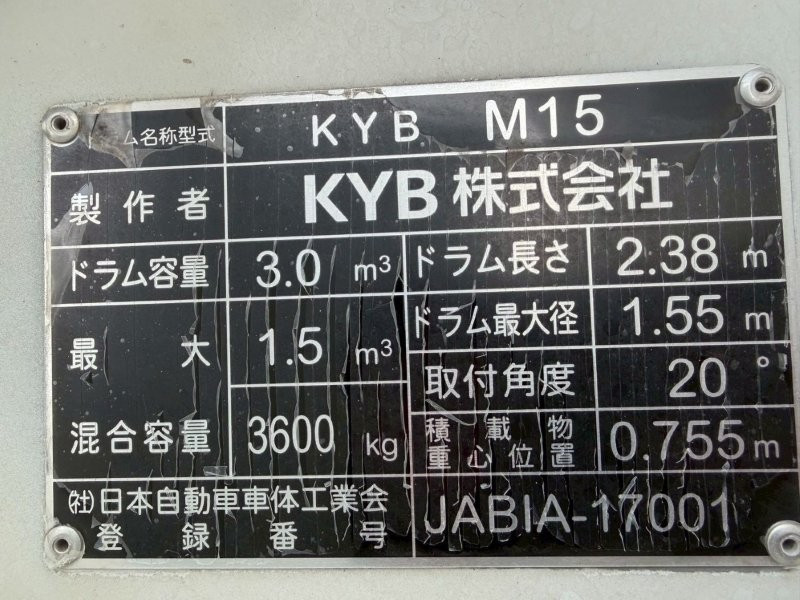 ム名称型式 KYB M15
製作者 KYB株式会社
ドラム容量 3.0 m³ ドラム長さ 2.38 m
最大 1.5 m³ ドラム最大径 1.55 m
取付角度 20°
混合容量 3600 kg 積載物重心位置 0.755 m
㈳日本自動車車体工業会
登録番号 JABIA-17001